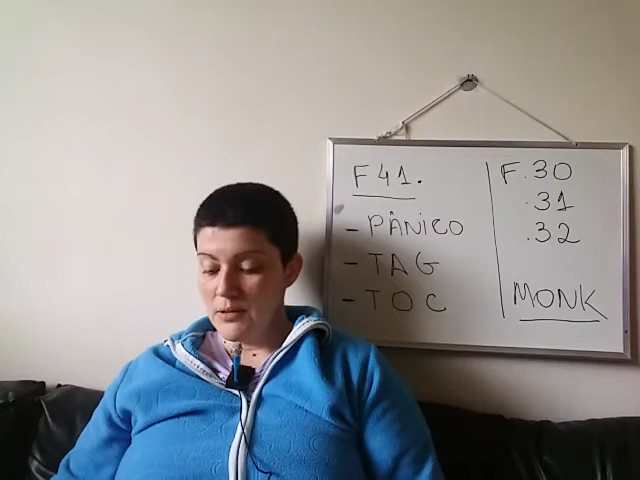 F41.
- PÂNICO
- TAG
- TOC
F.30
.31
.32
MONK